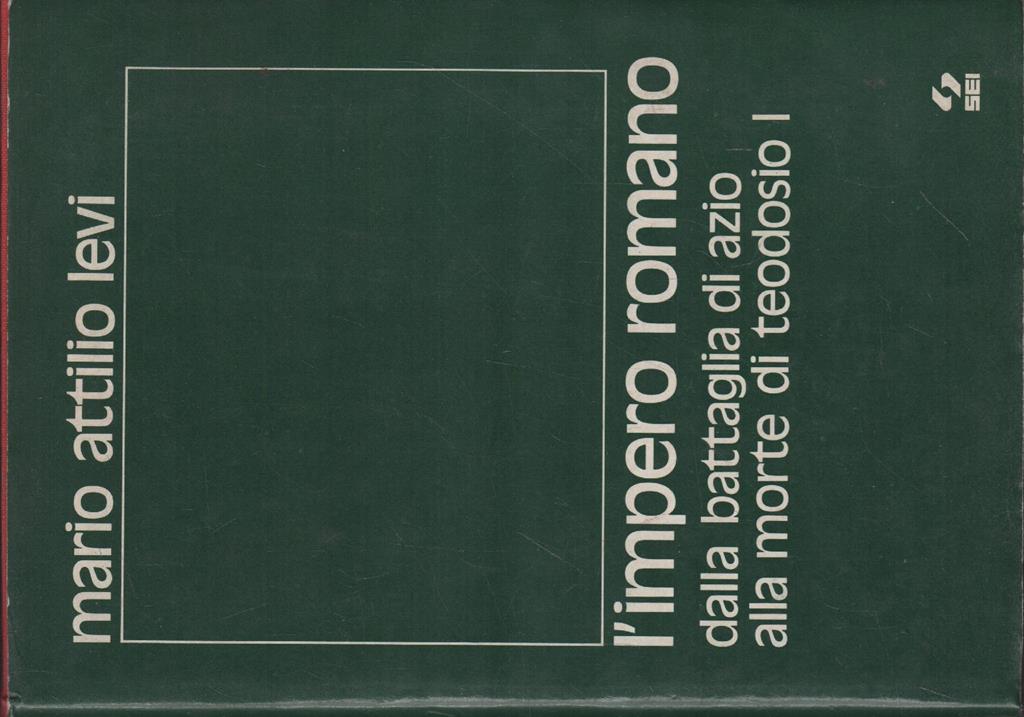 mario attilio levi
l'impero romano
dalla battaglia di azio
alla morte di teodosio I
SEI